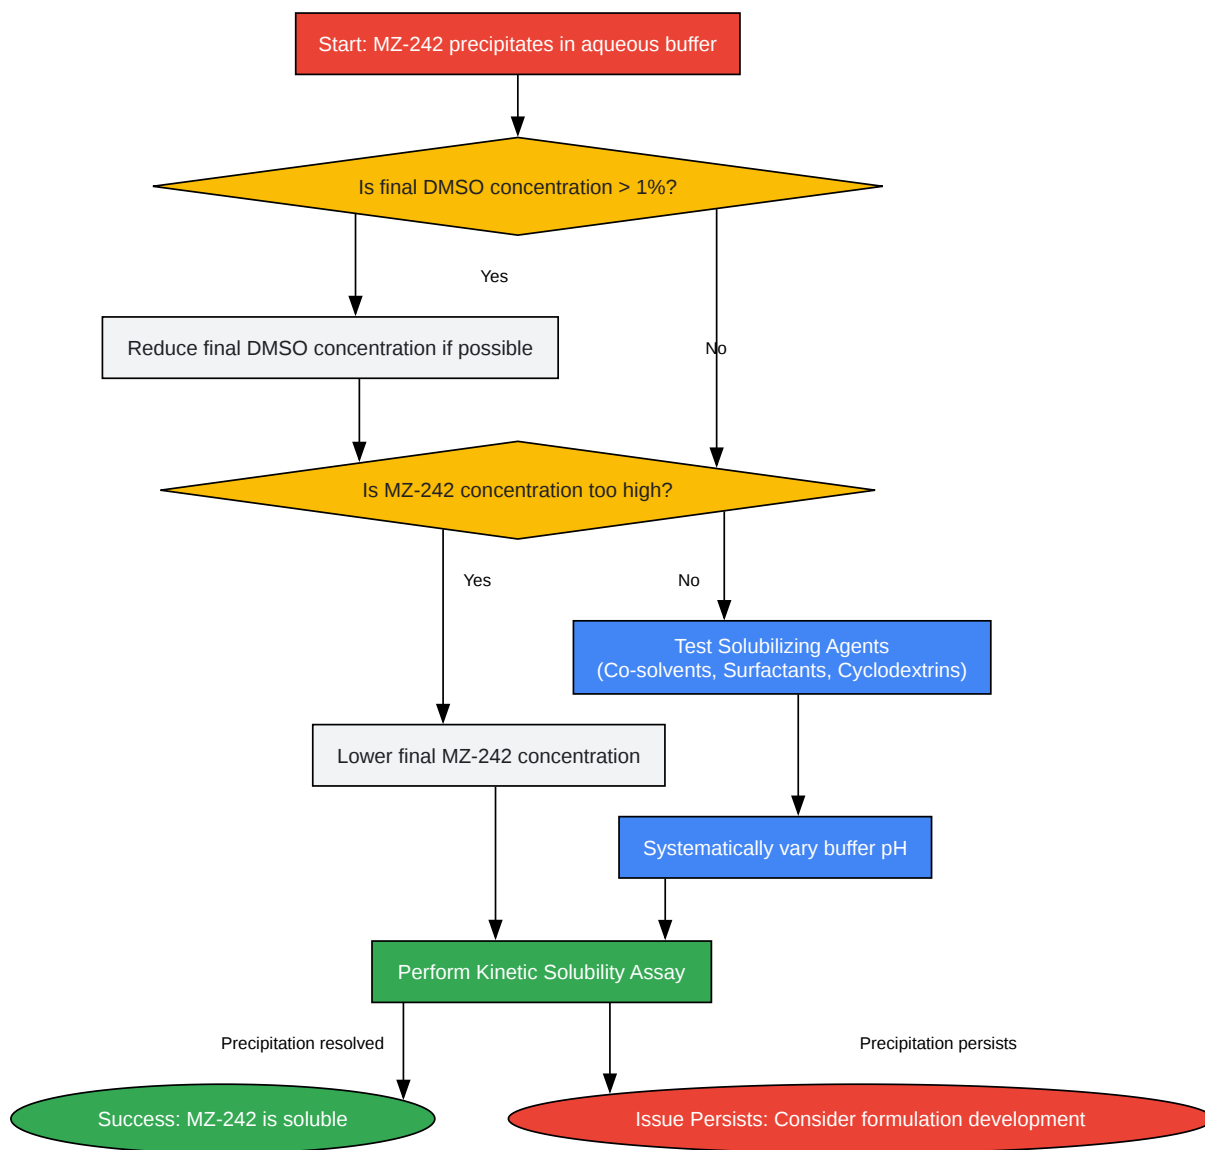 Start: MZ-242 precipitates in aqueous buffer
Is final DMSO concentration > 1%?
Yes
Reduce final DMSO concentration if possible
No
Is MZ-242 concentration too high?
Yes
No
Test Solubilizing Agents
(Co-solvents, Surfactants, Cyclodextrins)
Lower final MZ-242 concentration
Systematically vary buffer pH
Perform Kinetic Solubility Assay
Precipitation resolved
Precipitation persists
Success: MZ-242 is soluble
Issue Persists: Consider formulation development